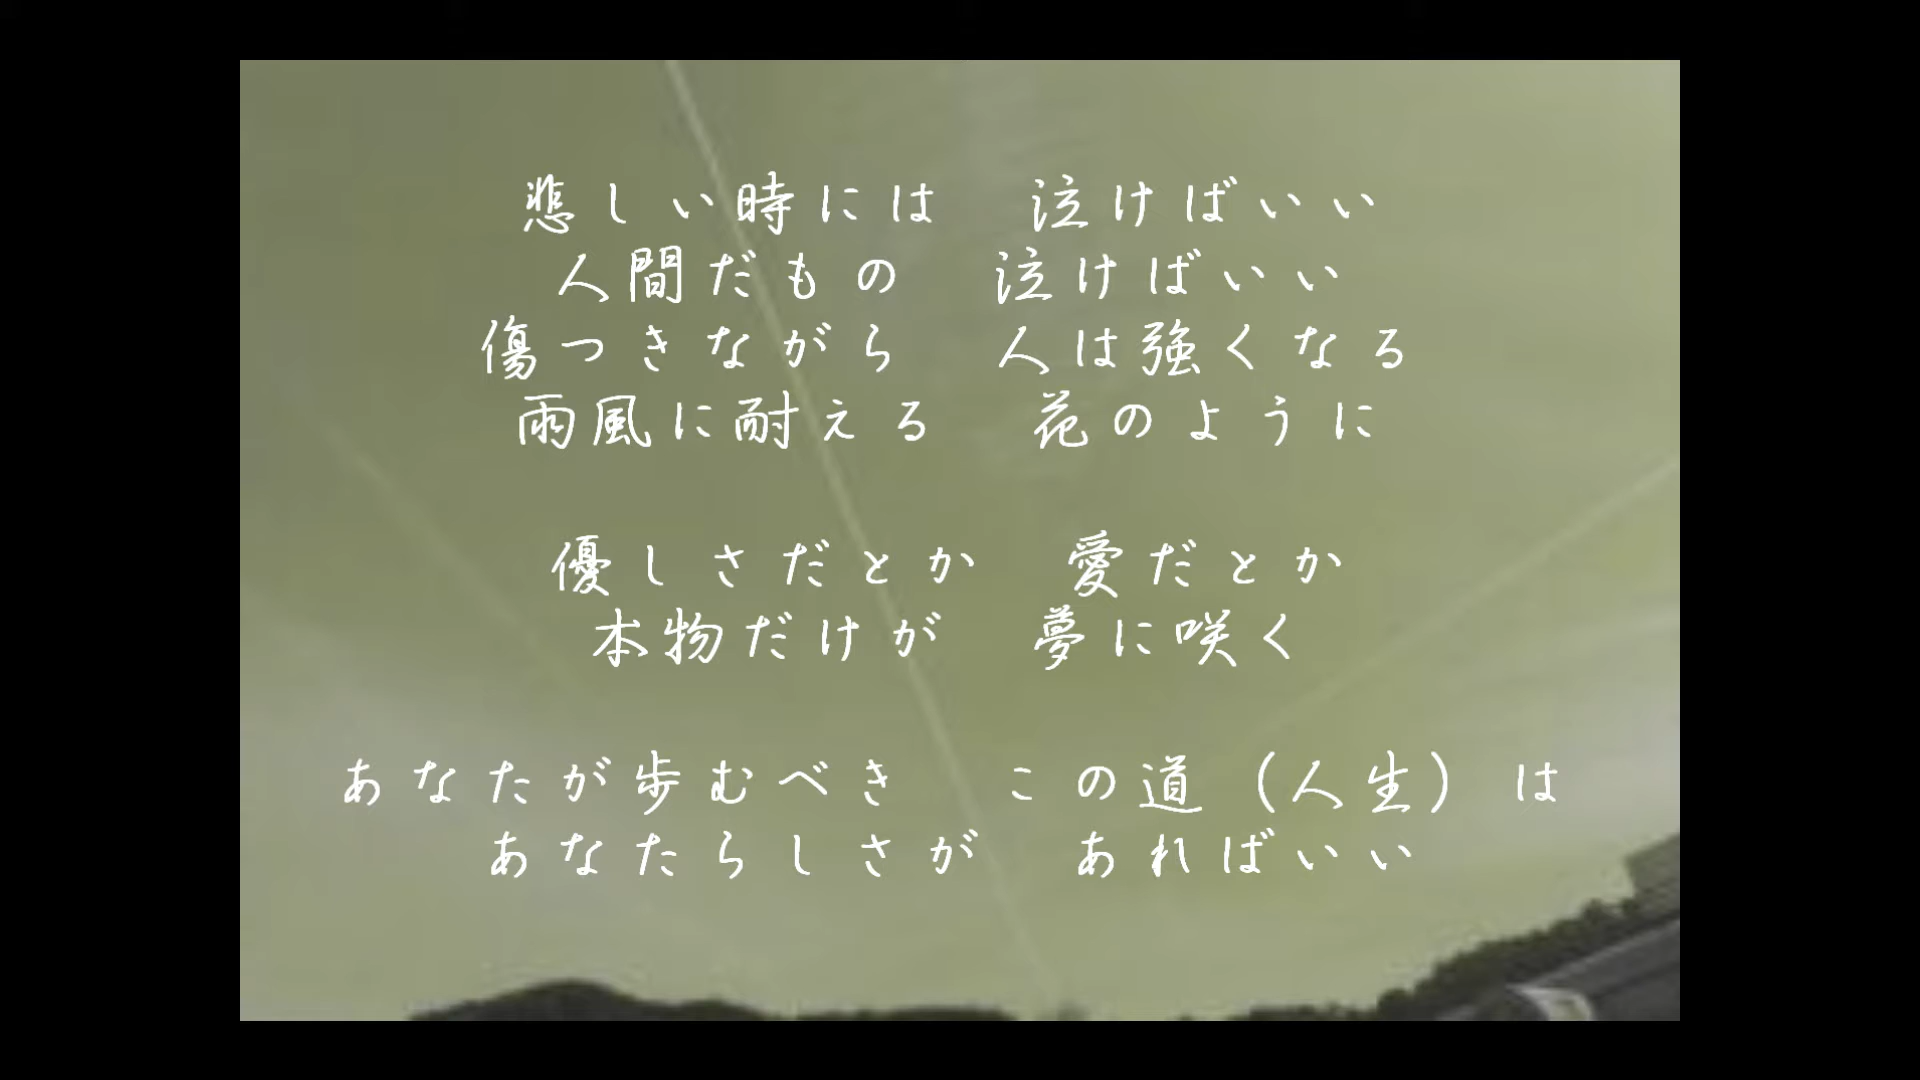 悲しい時には　泣けばいい
人間だもの　泣けばいい
傷つきながら　人は強くなる
雨風に耐える　花のように
優しさだとか　愛だとか
本物だけが　夢に咲く
あなたが歩むべき　この道（人生）は
あなたらしさが　あればいい